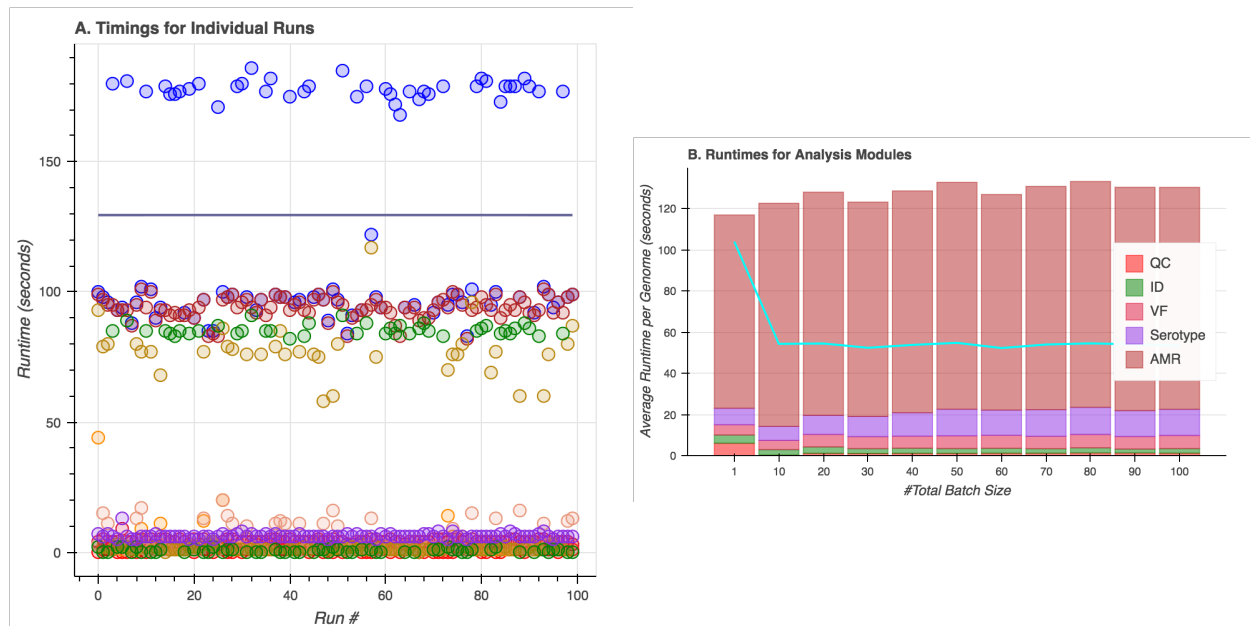 A. Timings for Individual Runs
Runtime (seconds)
150
100
50
0
0 20 40 60 80 100
Run #
B. Runtimes for Analysis Modules
Average Runtime per Genome (seconds)
120
100
80
60
40
20
0
1 10 20 30 40 50 60 70 80 90 100
#Total Batch Size
QC
ID
VF
Serotype
AMR